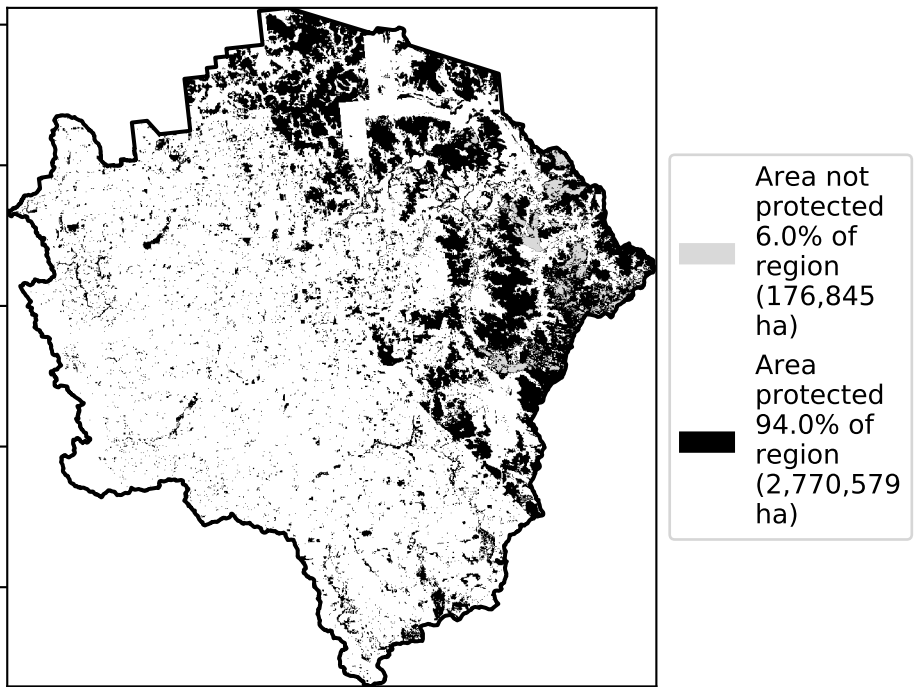 Area not
protected
6.0% of
region
(176,845
ha)
Area
protected
94.0% of
region
(2,770,579
ha)